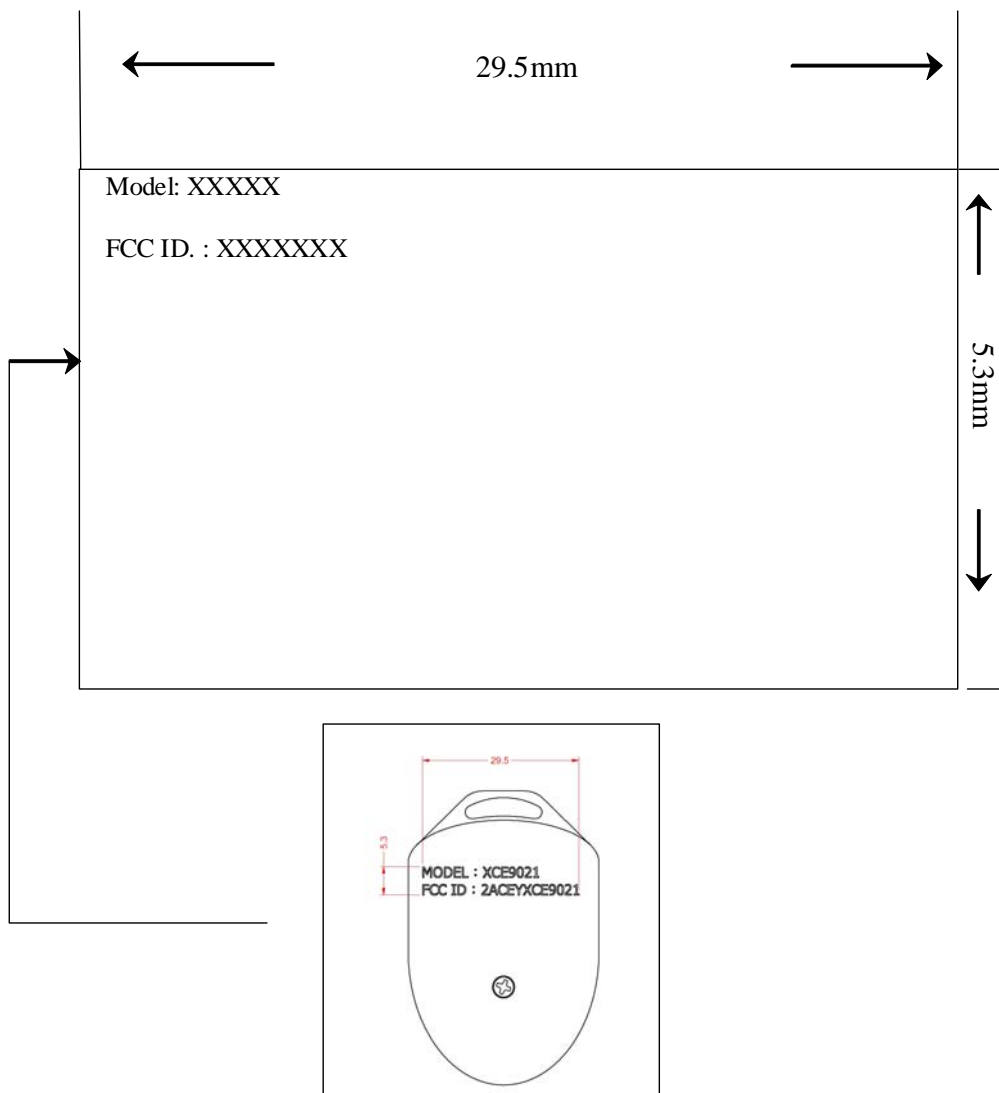 29.5mm
Model: XXXXX
FCC ID. : XXXXXXX
5.3mm
29.5
5.3
MODEL : XCE9021
FCC ID : 2ACEYXCE9021